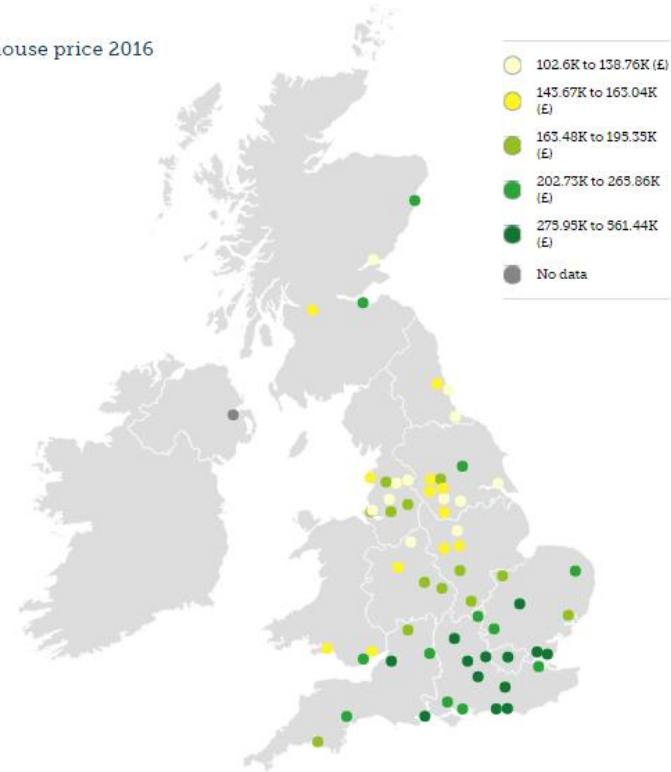 ouse price 2016
102.6K to 138.76K (£)
143.67K to 163.04K
(£)
163.48K to 195.35K
(£)
202.73K to 265.86K
(£)
275.95K to 561.44K
(£)
No data